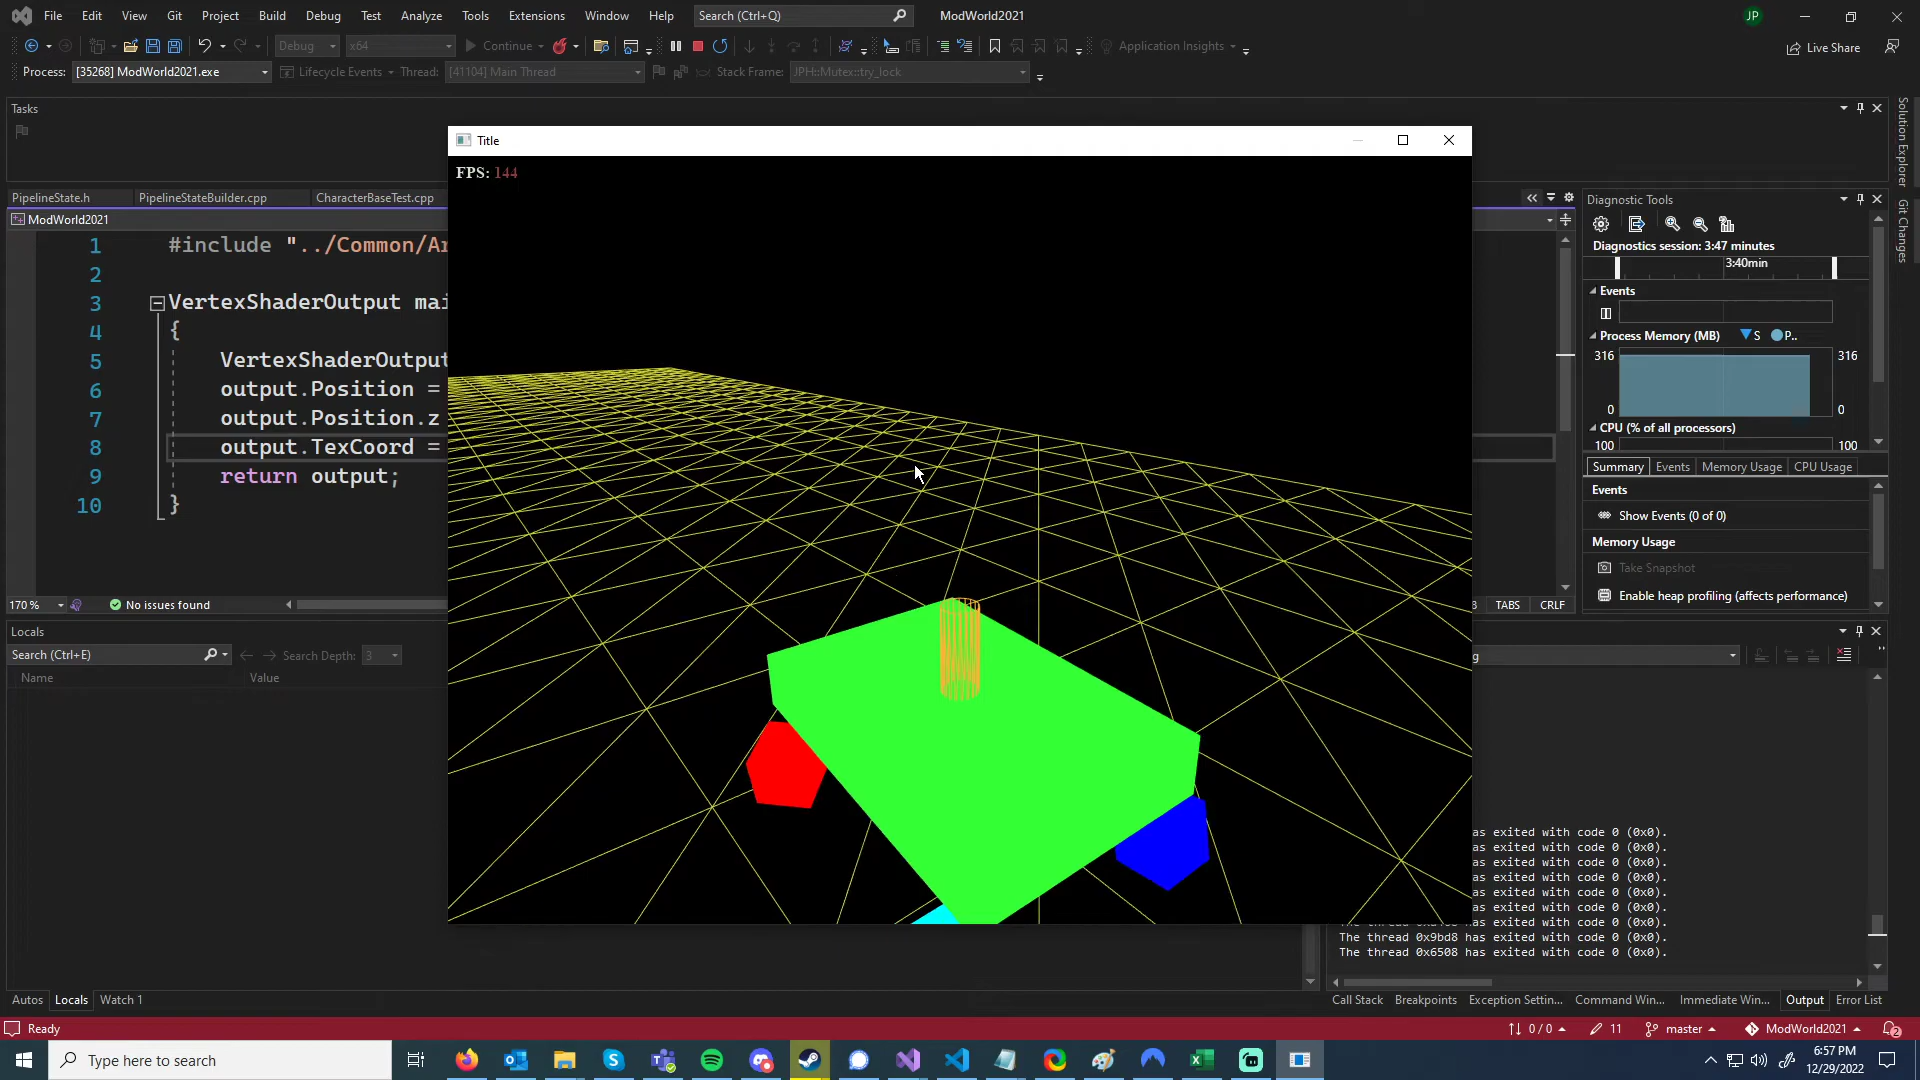 File Edit View Git Project Build Debug Test Analyze Tools Extensions Window Help Search (Ctrl+Q) ModWorld2021 JP
Debug x64 Continue Application Insights Live Share
Process: [35268] ModWorld2021.exe Lifecycle Events Thread: [41104] Main Thread Stack Frame: JPH::Mutex::try_lock
Tasks
Solution Explorer
Git Changes
Title
FPS: 144
PipelineState.h PipelineStateBuilder.cpp CharacterBaseTest.cpp
ModWorld2021
1 #include "../Common/Ar
2
3 VertexShaderOutput mai
4 {
5 VertexShaderOutput
6 output.Position =
7 output.Position.z
8 output.TexCoord =
9 return output;
10 }
170 % No issues found
TABS CRLF
Diagnostic Tools
Diagnostics session: 3:47 minutes
3:40min
Events
Process Memory (MB) S P..
316 316
0 0
CPU (% of all processors)
100 100
Summary Events Memory Usage CPU Usage
Events
Show Events (0 of 0)
Memory Usage
Take Snapshot
Enable heap profiling (affects performance)
Locals
Search (Ctrl+E) Search Depth: 3
Name Value
as exited with code 0 (0x0).
as exited with code 0 (0x0).
as exited with code 0 (0x0).
as exited with code 0 (0x0).
as exited with code 0 (0x0).
as exited with code 0 (0x0).
has exited with code 0 (0x0).
The thread 0x9bd8 has exited with code 0 (0x0).
The thread 0x6508 has exited with code 0 (0x0).
Autos Locals Watch 1
Call Stack Breakpoints Exception Settin... Command Win... Immediate Win... Output Error List
Ready 0 / 0 11 master ModWorld2021 2
Type here to search
6:57 PM
12/29/2022